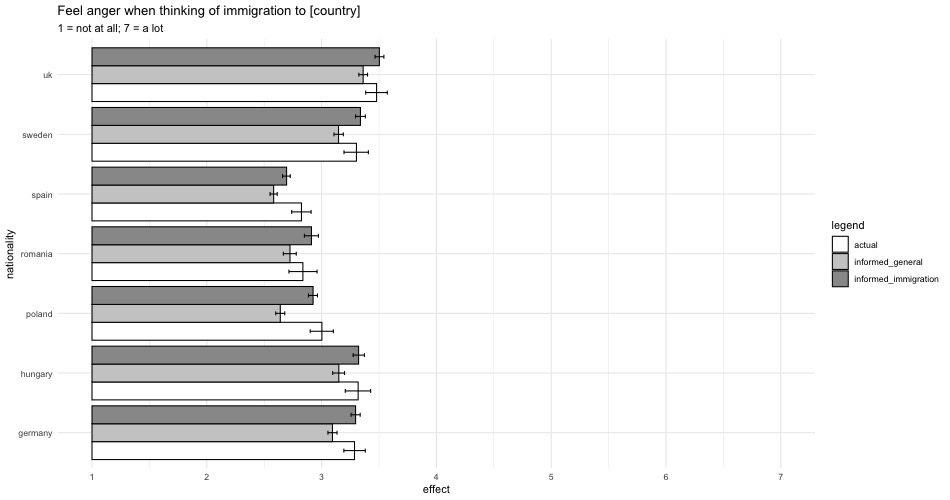 Feel anger when thinking of immigration to [country]
1 = not at all; 7 = a lot
uk
sweden
spain
romania
poland
hungary
germany
nationality
1 2 3 4 5 6 7
effect
legend
actual
informed_general
informed_immigration